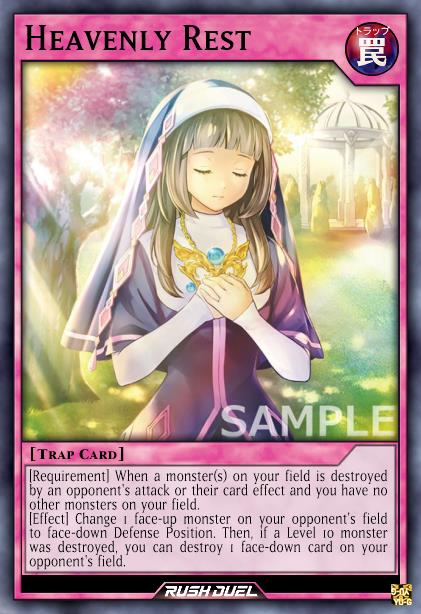 HEAVENLY REST
トラップ
罠
SAMPLE
[TRAP CARD]
[Requirement] When a monster(s) on your field is destroyed
by an opponent's attack or their card effect and you have no
other monsters on your field.
[Effect] Change 1 face-up monster on your opponent's field
to face-down Defense Position. Then, if a Level 10 monster
was destroyed, you can destroy 1 face-down card on your
opponent's field.
RUSH DUEL